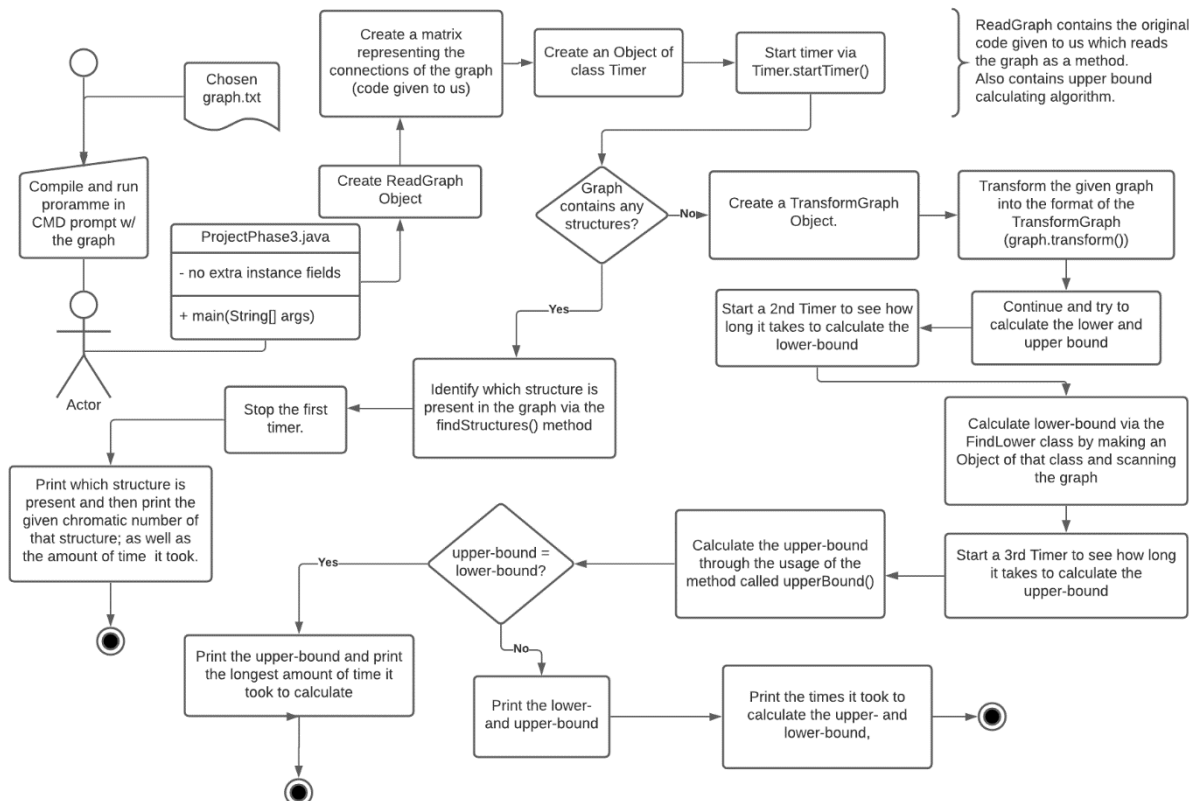 Chosen
graph.txt
Compile and run
proramme in
CMD prompt w/
the graph
Actor
ProjectPhase3.java
- no extra instance fields
+ main(String[] args)
Create ReadGraph
Object
Create a matrix
representing the
connections of the graph
(code given to us)
Create an Object of
class Timer
Start timer via
Timer.startTimer()
ReadGraph contains the original
code given to us which reads
the graph as a method.
Also contains upper bound
calculating algorithm.
Graph
contains any
structures?
No
Create a TransformGraph
Object.
Transform the given graph
into the format of the
TransformGraph
(graph.transform())
Continue and try to
calculate the lower and
upper bound
Start a 2nd Timer to see how
long it takes to calculate the
lower-bound
Calculate lower-bound via the
FindLower class by making an
Object of that class and scanning
the graph
Start a 3rd Timer to see how long
it takes to calculate the
upper-bound
Calculate the upper-bound
through the usage of the
method called upperBound()
upper-bound =
lower-bound?
Yes
Print the upper-bound and print
the longest amount of time it
took to calculate
No
Print the lower-
and upper-bound
Print the times it took to
calculate the upper- and
lower-bound,
Yes
Identify which structure is
present in the graph via the
findStructures() method
Stop the first
timer.
Print which structure is
present and then print the
given chromatic number of
that structure; as well as
the amount of time it took.